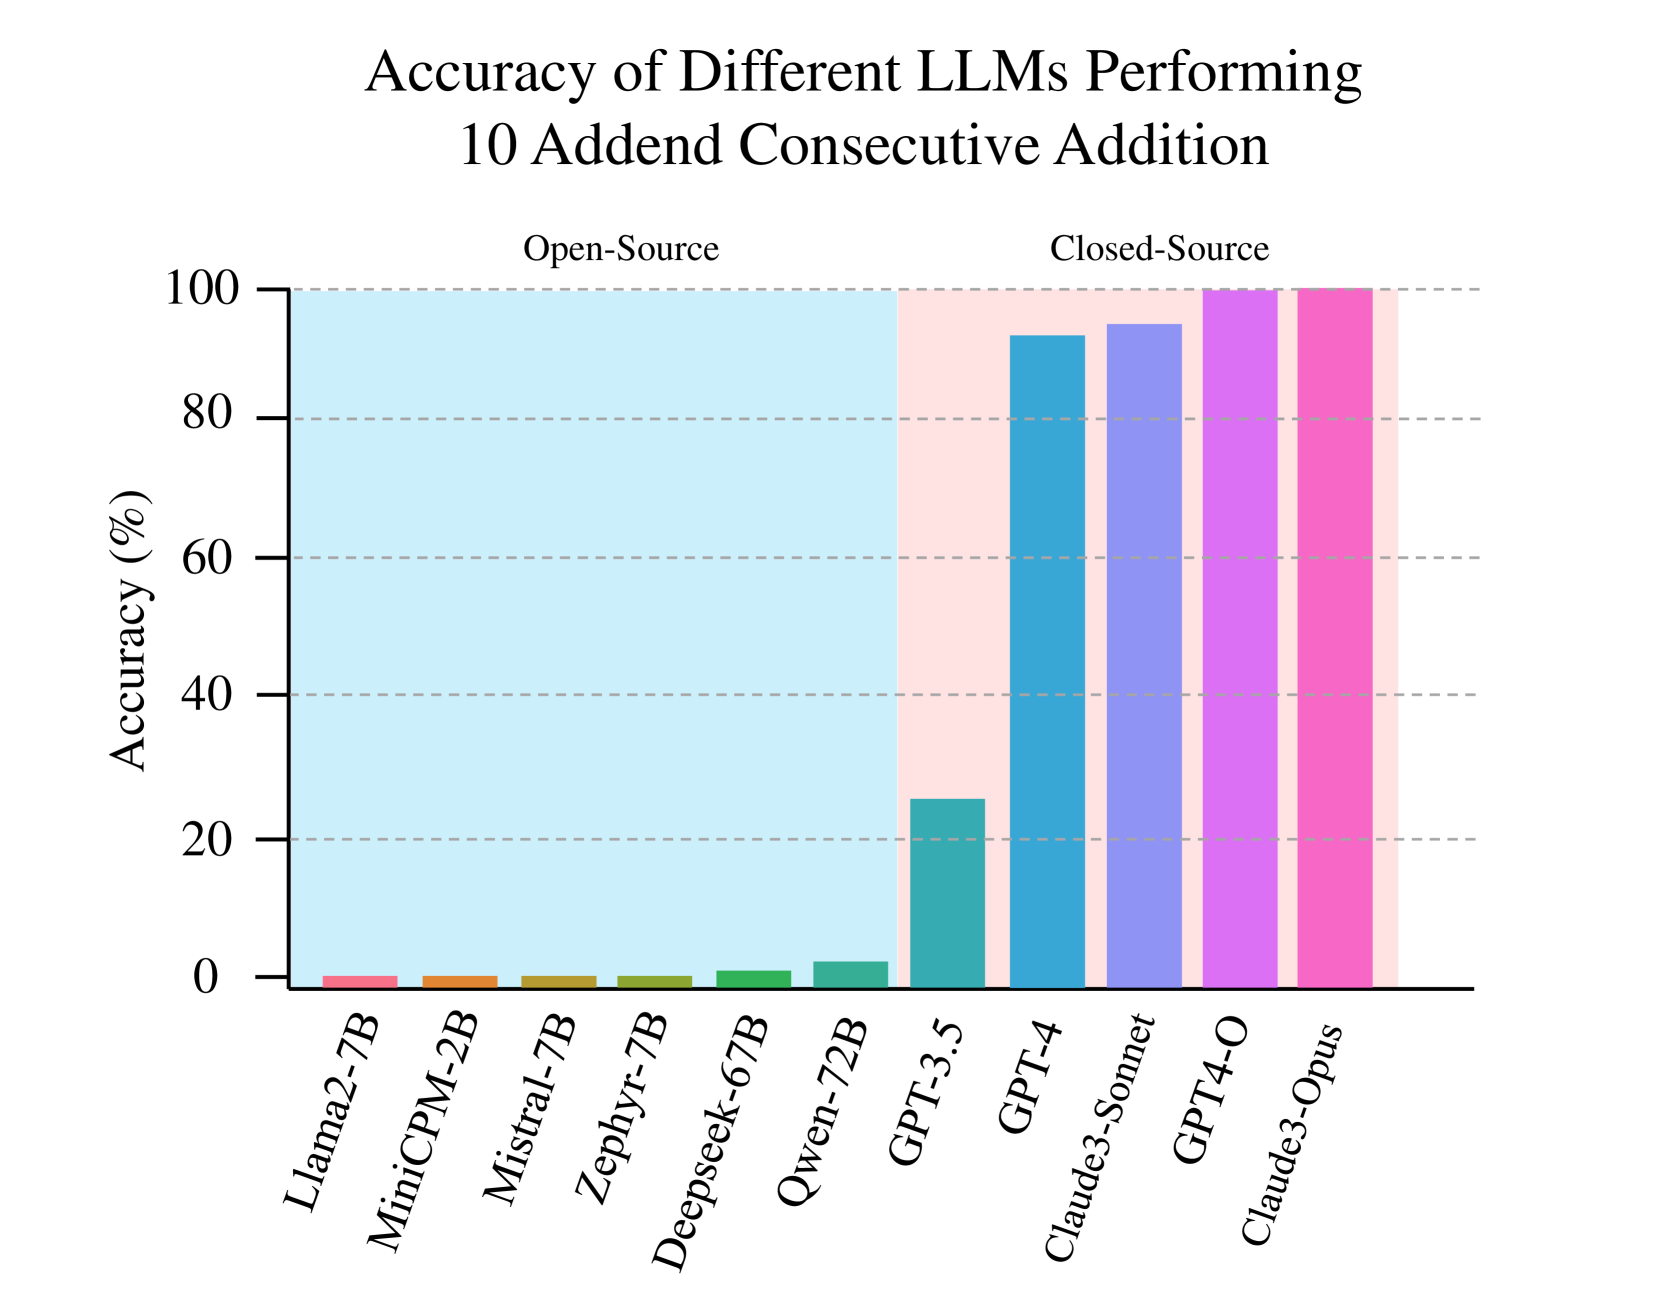 Accuracy of Different LLMs Performing
10 Addend Consecutive Addition
Open-Source
Closed-Source
Accuracy (%)
100
80
60
40
20
0
Llama2-7B
MiniCPM-2B
Mistral-7B
Zephyr-7B
Deepseek-67B
Qwen-72B
GPT-3.5
GPT-4
Claude3-Sonnet
GPT4-O
Claude3-Opus